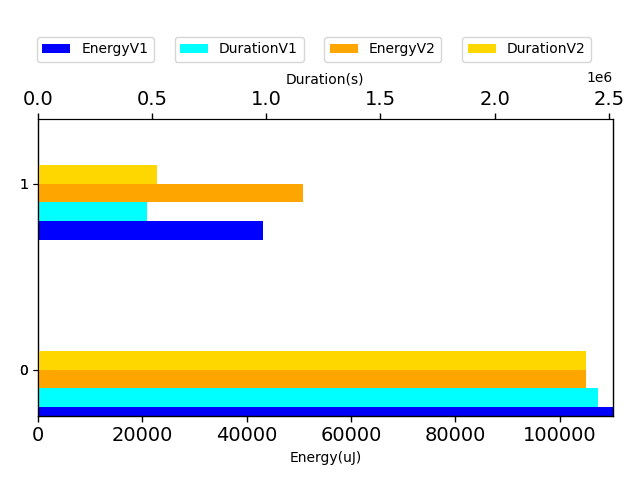 EnergyV1 DurationV1 EnergyV2 DurationV2
Duration(s)
1e6
0.0 0.5 1.0 1.5 2.0 2.5
1
0
0 20000 40000 60000 80000 100000
Energy(uJ)